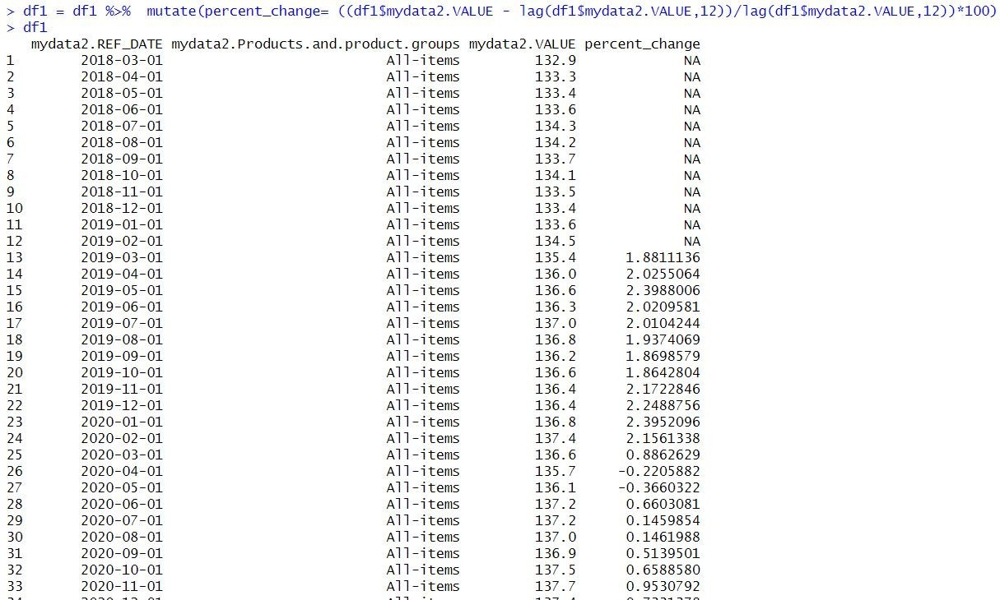 > df1 = df1 %>%  mutate(percent_change= ((df1$mydata2.VALUE - lag(df1$mydata2.VALUE,12))/lag(df1$mydata2.VALUE,12))*100)
> df1
mydata2.REF_DATE mydata2.Products.and.product.groups mydata2.VALUE percent_change
1 2018-03-01 All-items 132.9 NA
2 2018-04-01 All-items 133.3 NA
3 2018-05-01 All-items 133.4 NA
4 2018-06-01 All-items 133.6 NA
5 2018-07-01 All-items 134.3 NA
6 2018-08-01 All-items 134.2 NA
7 2018-09-01 All-items 133.7 NA
8 2018-10-01 All-items 134.1 NA
9 2018-11-01 All-items 133.5 NA
10 2018-12-01 All-items 133.4 NA
11 2019-01-01 All-items 133.6 NA
12 2019-02-01 All-items 134.5 NA
13 2019-03-01 All-items 135.4 1.8811136
14 2019-04-01 All-items 136.0 2.0255064
15 2019-05-01 All-items 136.6 2.3988006
16 2019-06-01 All-items 136.3 2.0209581
17 2019-07-01 All-items 137.0 2.0104244
18 2019-08-01 All-items 136.8 1.9374069
19 2019-09-01 All-items 136.2 1.8698579
20 2019-10-01 All-items 136.6 1.8642804
21 2019-11-01 All-items 136.4 2.1722846
22 2019-12-01 All-items 136.4 2.2488756
23 2020-01-01 All-items 136.8 2.3952096
24 2020-02-01 All-items 137.4 2.1561338
25 2020-03-01 All-items 136.6 0.8862629
26 2020-04-01 All-items 135.7 -0.2205882
27 2020-05-01 All-items 136.1 -0.3660322
28 2020-06-01 All-items 137.2 0.6603081
29 2020-07-01 All-items 137.2 0.1459854
30 2020-08-01 All-items 137.0 0.1461988
31 2020-09-01 All-items 136.9 0.5139501
32 2020-10-01 All-items 137.5 0.6588580
33 2020-11-01 All-items 137.7 0.9530792